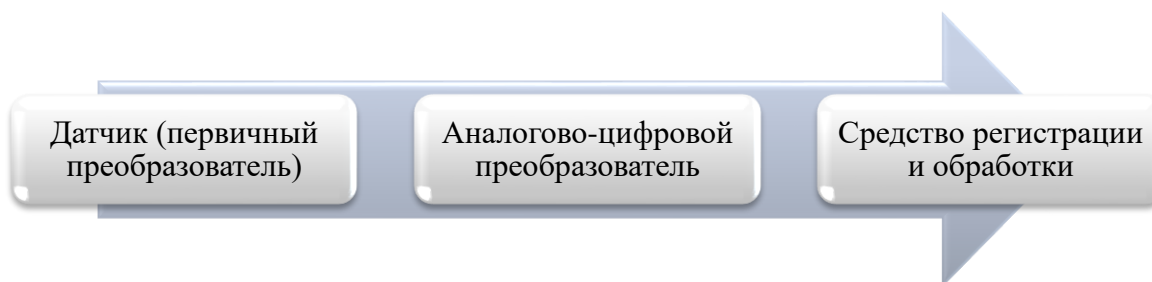 Датчик (первичный
преобразователь)
Аналогово-цифровой
преобразователь
Средство регистрации
и обработки